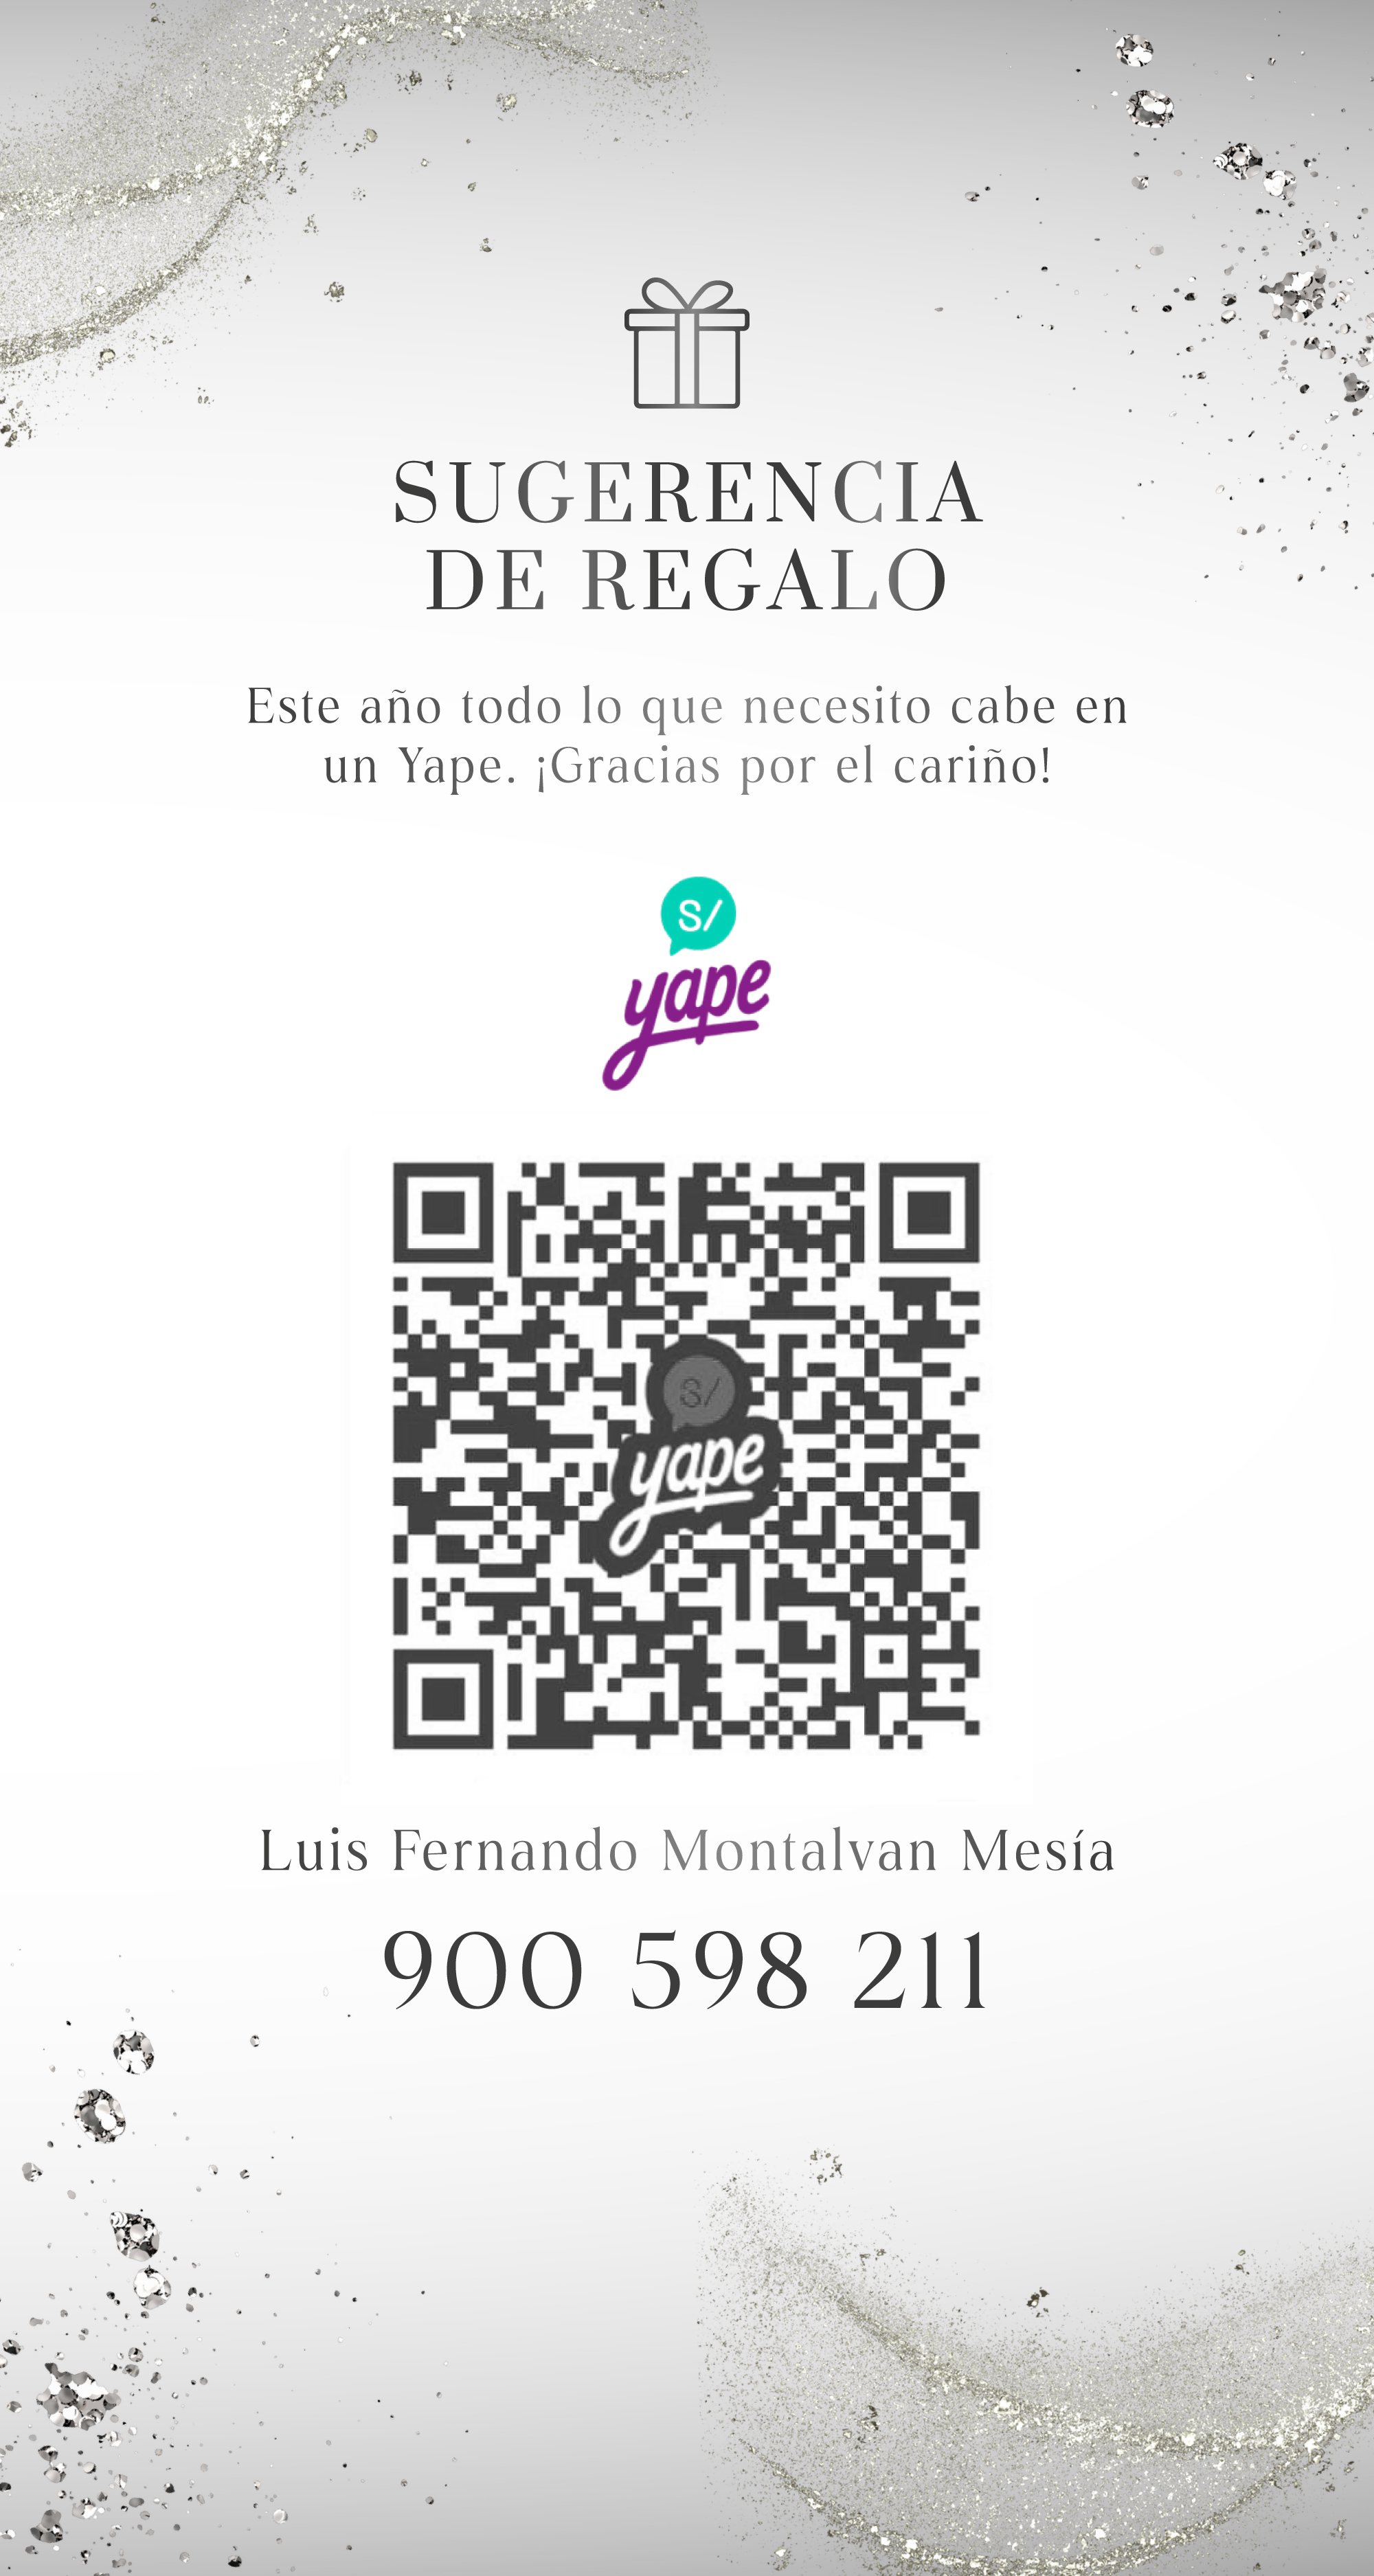 SUGERENCIA
DE REGALO
Este año todo lo que necesito cabe en
un Yape. ¡Gracias por el cariño!
S/
yape
S/
yape
Luis Fernando Montalvan Mesía
900 598 211